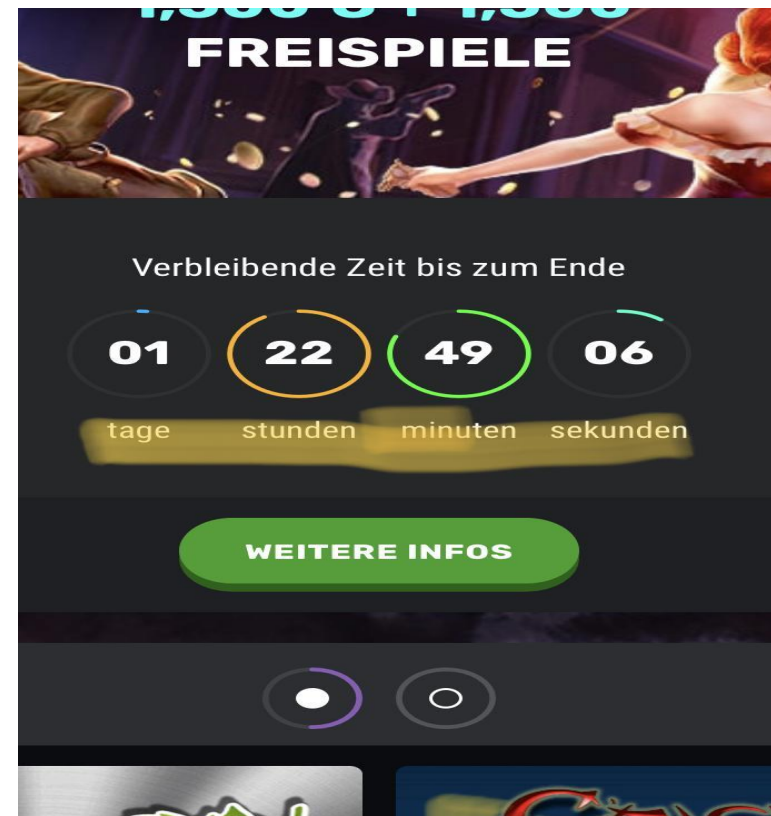 FREISPIELE
Verbleibende Zeit bis zum Ende
01 22 49 06
tage stunden minuten sekunden
WEITERE INFOS